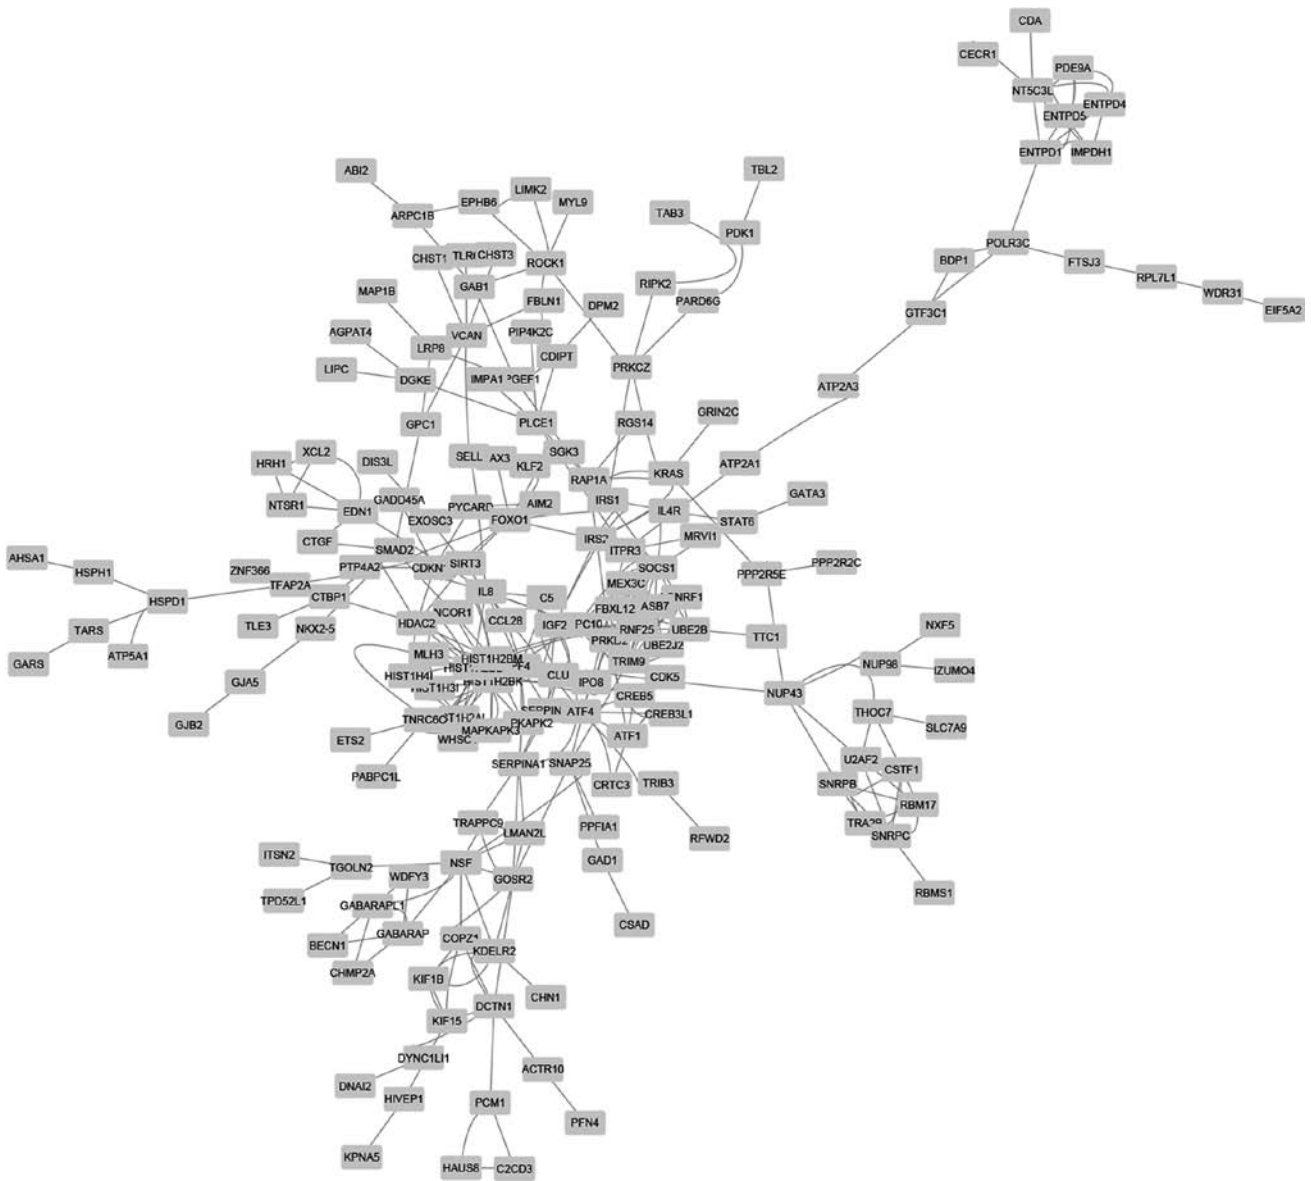 CDA
CECR1
PDE9A
NT5C3L
ENTPD4
ENTPD5
ENTPD1
IMPDH1
ABI2
LIMK2
TBL2
EPHB6
MYL9
ARPC1B
TAB3
PDK1
POLR3C
CHST1
CHST3
BDP1
ROCK1
FTSJ3
GAB1
RIPK2
RPL7L1
MAP1B
WDR31
FBLN1
DPM2
PARD6G
EIF5A2
GTF3C1
AGPAT4
VCAN
PIP4K2C
LRP8
CDIPT
LIPC
DGKE
IMPA1
PRKCZ
ATP2A3
GRIN2C
GPC1
PLCE1
RGS14
XCL2
DIS3L
SELL
SGK3
HRH1
KLF2
RAP1A
KRAS
ATP2A1
NTSR1
EDN1
GADD45A
PYCARD
AIM2
IRS1
GATA3
EXOSC3
FOXO1
IL4R
STAT6
CTGF
SMAD2
IRS2
MRVI1
ITPR3
AHSA1
HSPH1
ZNF366
PTP4A2
SIRT3
SOCS1
PPP2R5E
PPP2R2C
HSPD1
TFAP2A
MEX3C
CTBP1
IL8
C5
TARS
TLE3
NKX2-5
HDAC2
NCOR1
CCL28
IGF2
FBXL12
ASB7
RNF25
UBE2B
TTC1
NXF5
GARS
ATP5A1
MLH3
UBE2J2
NUP98
IZUMO4
HIST1H2BM
TRIM9
GJA5
CLU
IPO8
CDK5
NUP43
HIST1H2BK
CREB5
GJB2
ATF4
CREB3L1
THOC7
SLC7A9
ETS2
MAPKAPK3
ATF1
U2AF2
SERPINA1
SNAP25
CSTF1
PABPC1L
CRTC3
TRIB3
SNRPB
RBM17
TRAPPC9
LMAN2L
PPFIA1
RFWD2
SNRPC
ITSN2
TGOLN2
NSF
GAD1
WDFY3
GOSR2
RBMS1
TPD52L1
GABARAPL1
CSAD
BECN1
GABARAP
COPZ1
KDELR2
CHMP2A
KIF1B
CHN1
KIF15
DCTN1
DYNC1LI1
DNAI2
ACTR10
HIVEP1
PCM1
PFN4
KPNA5
HAUS8
C2CD3